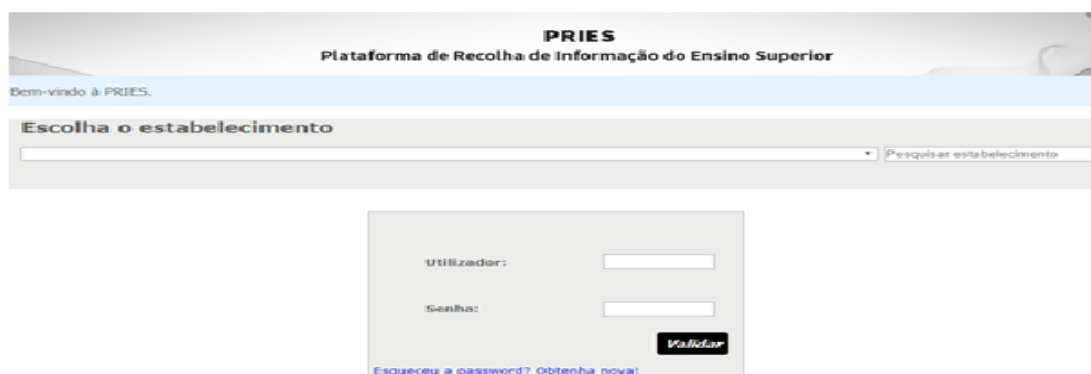 PRIES
Plataforma de Recolha de Informação do Ensino Superior
Bem-vindo à PRIES.
Escolha o estabelecimento
Pesquisar estabelecimento
Utilizador:
Senha:
Validar
Esqueceu a password? Obtenha nova!